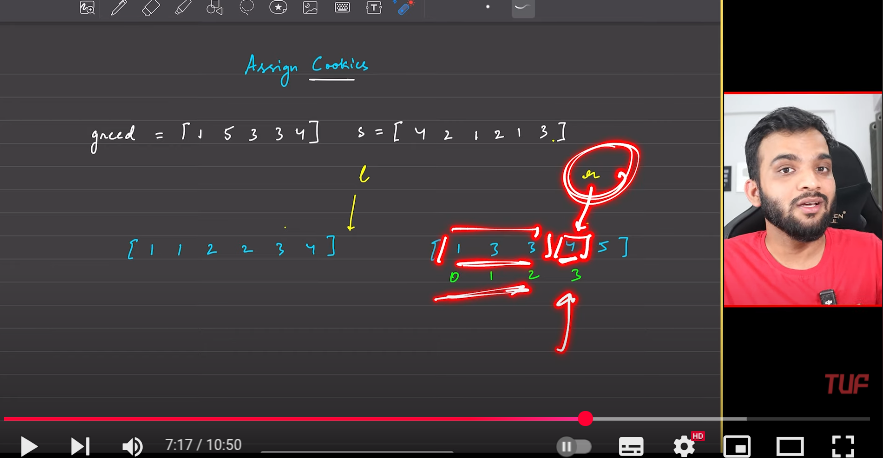 Assign Cookies
greed = [ 1 5 3 3 4 ] s = [ 4 2 1 2 1 3 ]
l
r
[ 1 1 2 2 3 4 ] [ 1 3 3 4 5 ]
0 1 2 3
TUF
7:17 / 10:50
HD